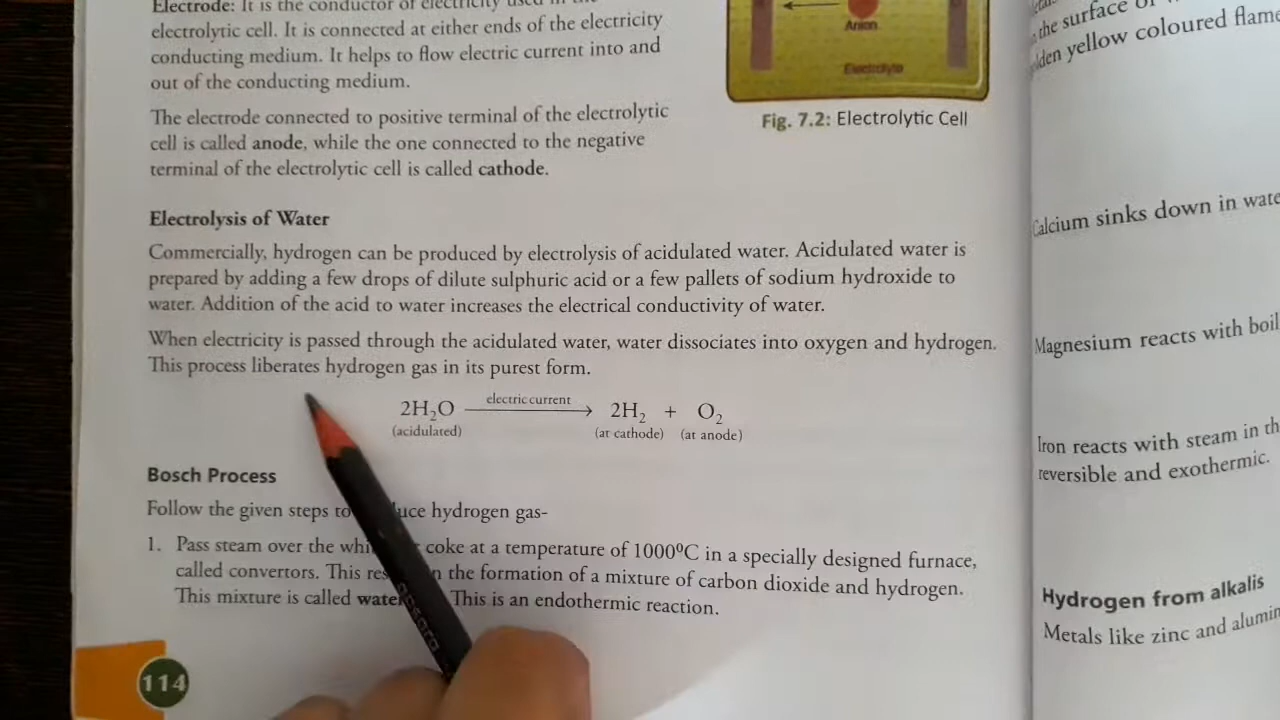 Electrode: It is the conductor of electricity used in the
electrolytic cell. It is connected at either ends of the electricity
conducting medium. It helps to flow electric current into and
out of the conducting medium.
The electrode connected to positive terminal of the electrolytic
cell is called anode, while the one connected to the negative
terminal of the electrolytic cell is called cathode.
Anion
Electrolyte
Fig. 7.2: Electrolytic Cell
Electrolysis of Water
Commercially, hydrogen can be produced by electrolysis of acidulated water. Acidulated water is
prepared by adding a few drops of dilute sulphuric acid or a few pallets of sodium hydroxide to
water. Addition of the acid to water increases the electrical conductivity of water.
When electricity is passed through the acidulated water, water dissociates into oxygen and hydrogen.
This process liberates hydrogen gas in its purest form.
electric current
2H₂O → 2H₂ + O₂
(acidulated) (at cathode) (at anode)
Bosch Process
Follow the given steps to uce hydrogen gas-
1. Pass steam over the whi coke at a temperature of 1000⁰C in a specially designed furnace,
called convertors. This res n the formation of a mixture of carbon dioxide and hydrogen.
This mixture is called water This is an endothermic reaction.
114
the surface of
lden yellow coloured flame
Calcium sinks down in wate
Magnesium reacts with boil
Iron reacts with steam in th
reversible and exothermic.
Hydrogen from alkalis
Metals like zinc and alumin